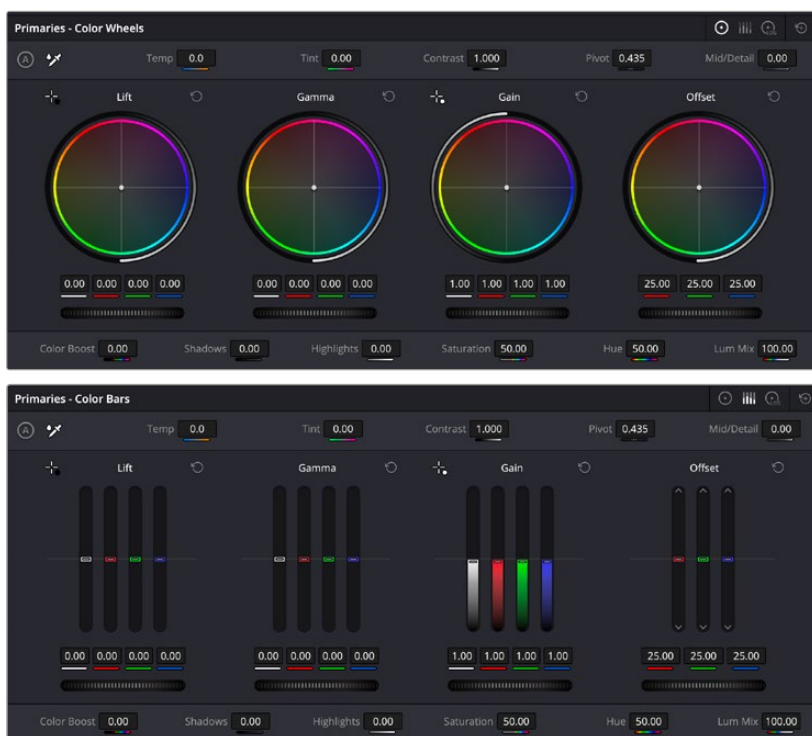 Primaries - Color Wheels
A Temp 0.0 Tint 0.00 Contrast 1.000 Pivot 0.435 Mid/Detail 0.00
Lift Gamma Gain Offset
0.00 0.00 0.00 0.00 0.00 0.00 0.00 0.00 1.00 1.00 1.00 1.00 25.00 25.00 25.00
Color Boost 0.00 Shadows 0.00 Highlights 0.00 Saturation 50.00 Hue 50.00 Lum Mix 100.00
Primaries - Color Bars
A Temp 0.0 Tint 0.00 Contrast 1.000 Pivot 0.435 Mid/Detail 0.00
Lift Gamma Gain Offset
0.00 0.00 0.00 0.00 0.00 0.00 0.00 0.00 1.00 1.00 1.00 1.00 25.00 25.00 25.00
Color Boost 0.00 Shadows 0.00 Highlights 0.00 Saturation 50.00 Hue 50.00 Lum Mix 100.00